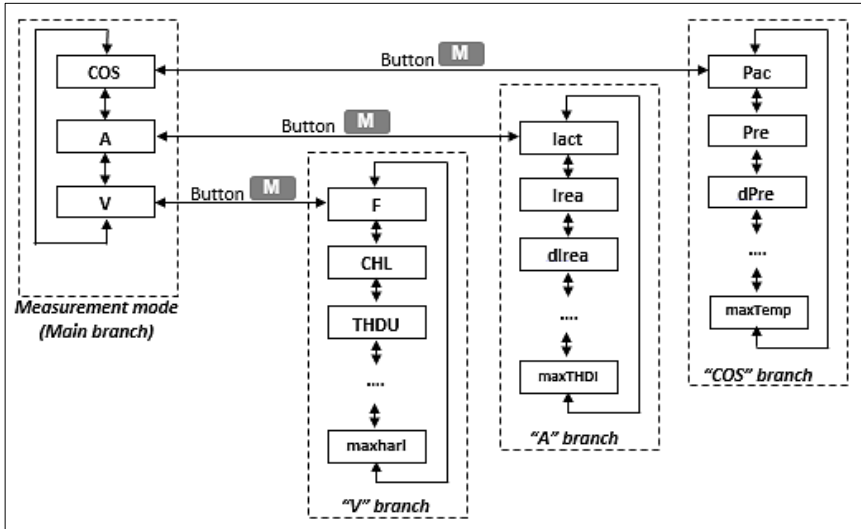 COS
A
V
Measurement mode
(Main branch)
Button M
Button M
Button M
F
CHL
THDU
....
maxharI
"V" branch
Iact
Irea
dIrea
....
maxTHDI
"A" branch
Pac
Pre
dPre
....
maxTemp
"COS" branch